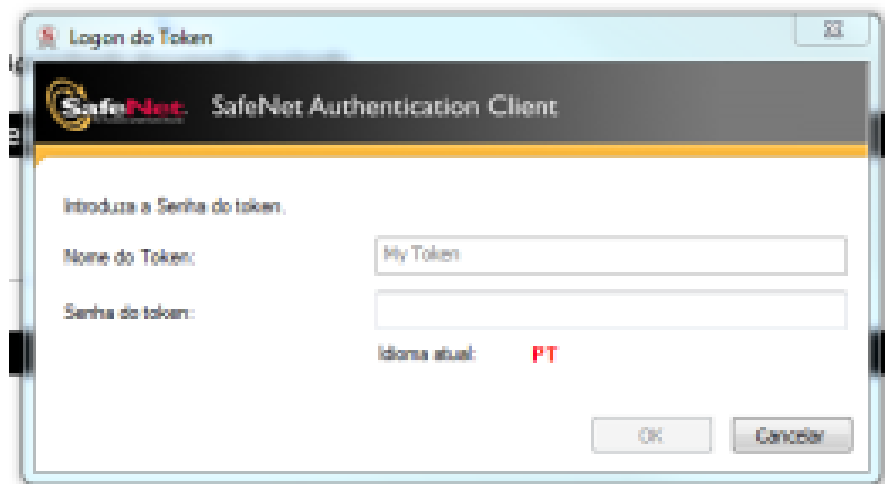 Logon do Token
SafeNet. SafeNet Authentication Client
Introduza a Senha do token.
Nome do Token: My Token
Senha do token:
Idioma atual: PT
OK Cancelar